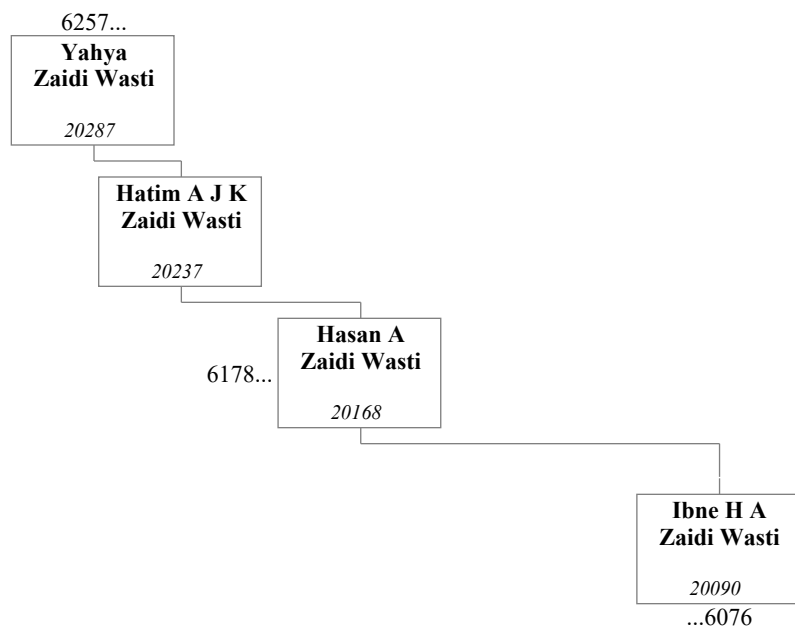 6257...
Yahya
Zaidi Wasti
20287
Hatim A J K
Zaidi Wasti
20237
Hasan A
Zaidi Wasti
6178...
20168
Ibne H A
Zaidi Wasti
20090
...6076